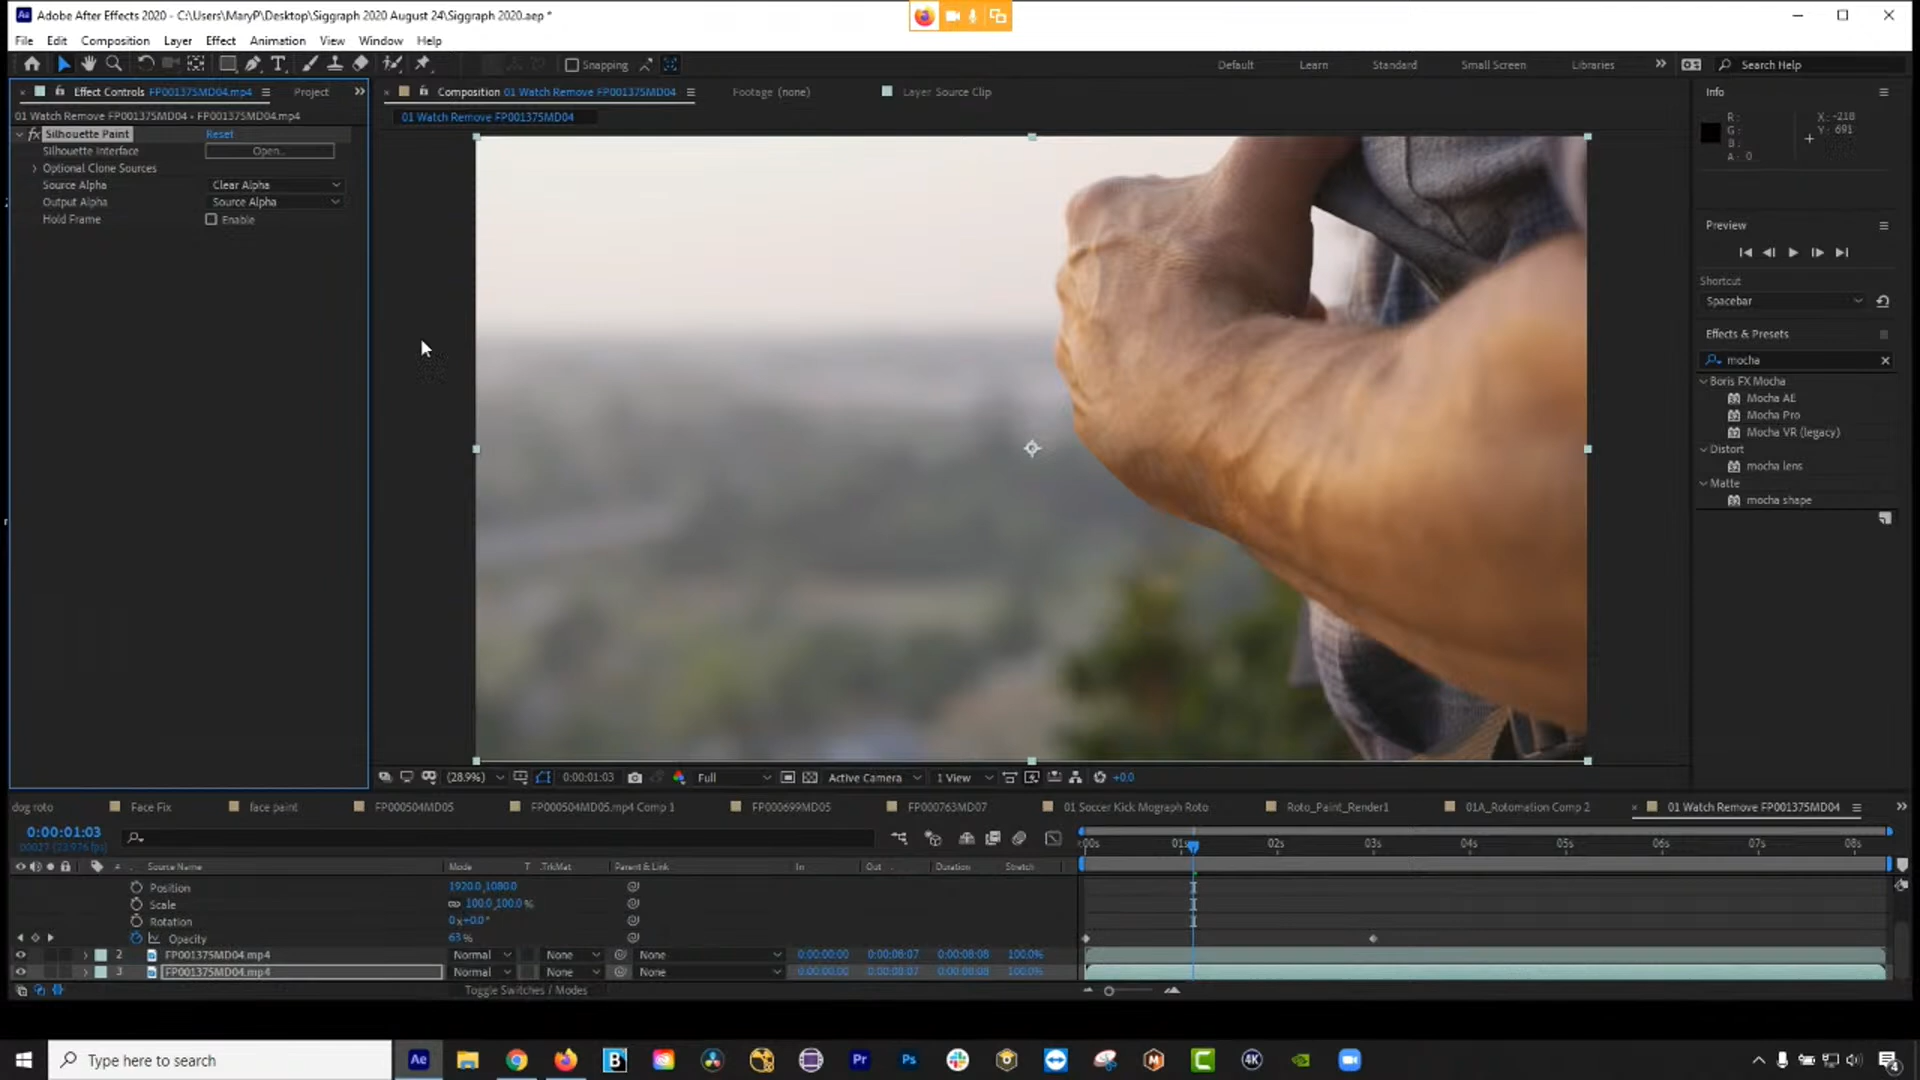 Adobe After Effects 2020 - C:\Users\MaryP\Desktop\Siggraph 2020 August 24\Siggraph 2020.aep *
File Edit Composition Layer Effect Animation View Window Help
Snapping Default Learn Standard Small Screen Libraries Search Help
Effect Controls FP001375MD04.mp4 Project
Composition 01 Watch Remove FP001375MD04 Footage (none) Layer Source Clip
Info
01 Watch Remove FP001375MD04 • FP001375MD04.mp4
01 Watch Remove FP001375MD04
fx Silhouette Paint Reset
Silhouette Interface Open...
Optional Clone Sources
Source Alpha Clear Alpha
Output Alpha Source Alpha
Hold Frame Enable
R:
G:
B:
A: 0
X: -218
Y: 691
Preview
Shortcut
Spacebar
Effects & Presets
mocha
Boris FX Mocha
Mocha AE
Mocha Pro
Mocha VR (legacy)
Distort
mocha lens
Matte
mocha shape
(28.9%) 0:00:01:03 Full Active Camera 1 View +0.0
dog roto Face Fix face paint FP000504MD05 FP000504MD05.mp4 Comp 1 FP000699MD05 FP000763MD07 01 Soccer Kick Mograph Roto Roto_Paint_Render1 01A_Rotomation Comp 2 01 Watch Remove FP001375MD04
0:00:01:03
00027 (23.976 fps)
:00s 01s 02s 03s 04s 05s 06s 07s 08s
# Source Name Mode T .TrkMat Parent & Link In Out Duration Stretch
Position 1920.0,1080.0
Scale 100.0,100.0 %
Rotation 0x+0.0°
Opacity 63 %
2 FP001375MD04.mp4 Normal None None 0:00:00:00 0:00:08:07 0:00:08:08 100.0%
3 FP001375MD04.mp4 Normal None None 0:00:00:00 0:00:08:07 0:00:08:08 100.0%
Toggle Switches / Modes
Type here to search
Ae B Pr Ps M C 4K 4